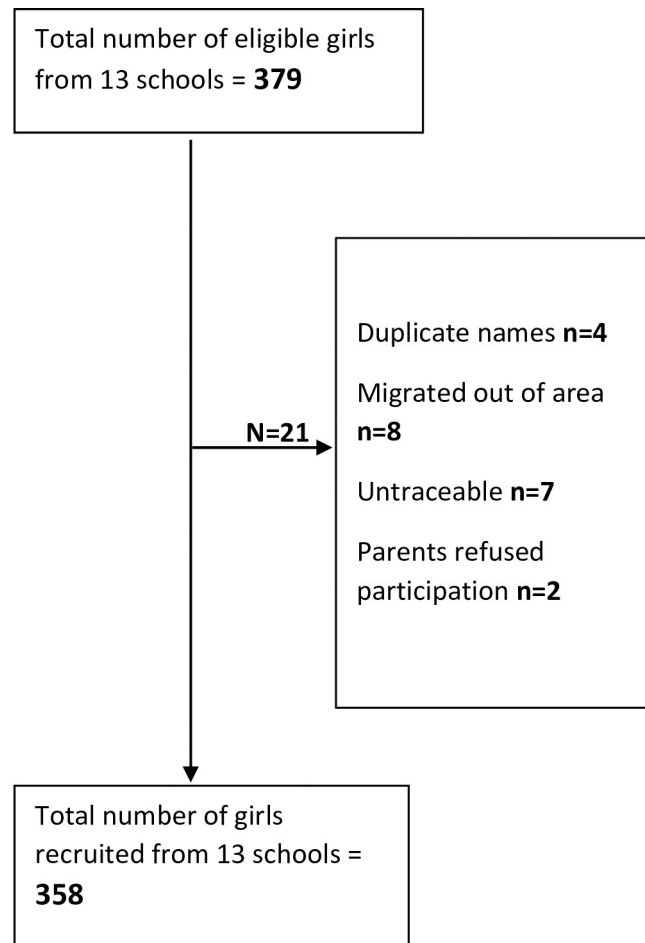 Total number of eligible girls
from 13 schools = 379
Duplicate names n=4
Migrated out of area
n=8
N=21
Untraceable n=7
Parents refused
participation n=2
Total number of girls
recruited from 13 schools =
358